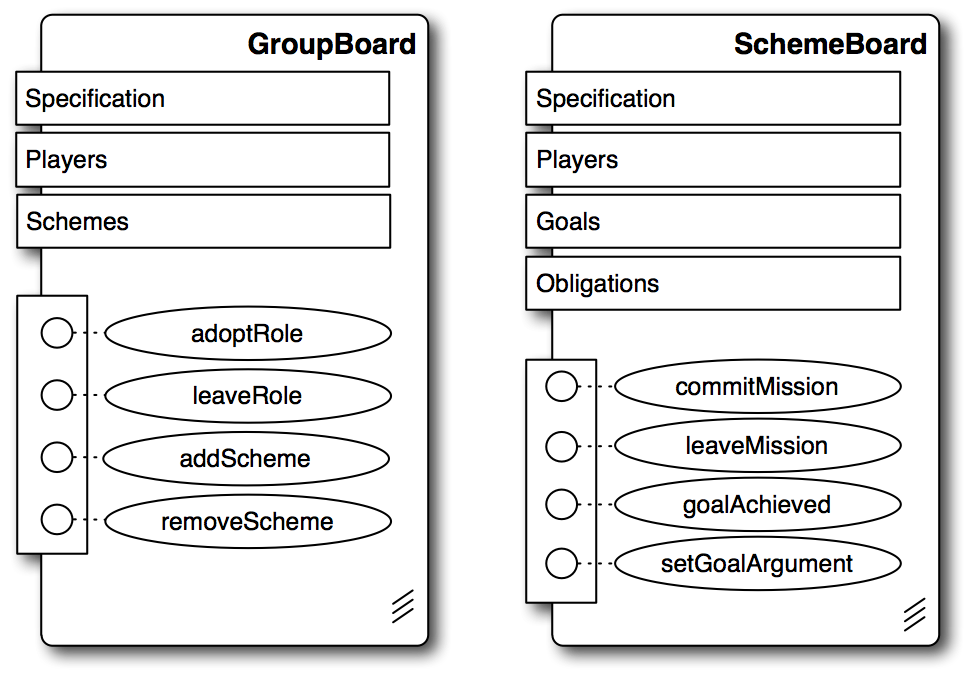 GroupBoard
Specification
Players
Schemes
adoptRole
leaveRole
addScheme
removeScheme
SchemeBoard
Specification
Players
Goals
Obligations
commitMission
leaveMission
goalAchieved
setGoalArgument